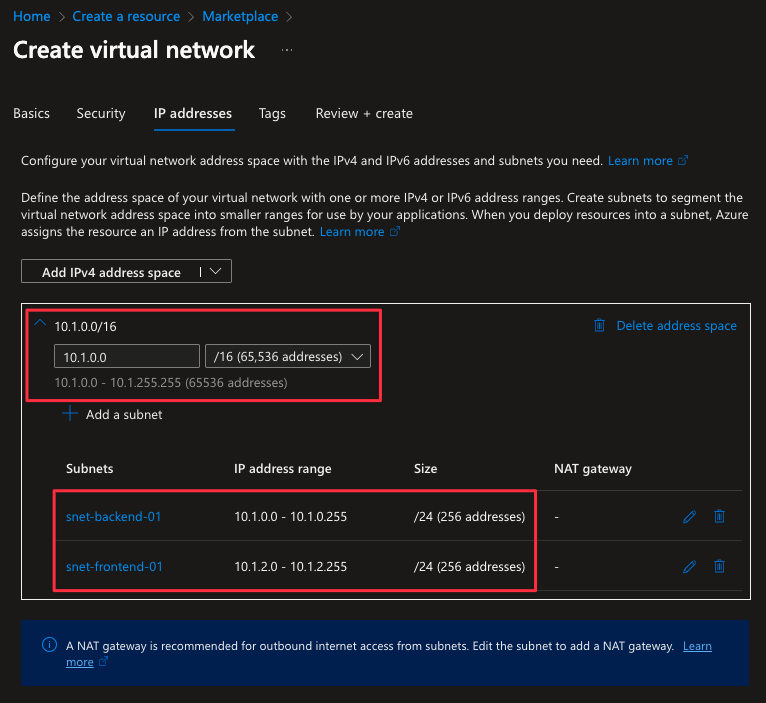 Home > Create a resource > Marketplace >
Create virtual network ...
Basics Security IP addresses Tags Review + create
Configure your virtual network address space with the IPv4 and IPv6 addresses and subnets you need. Learn more
Define the address space of your virtual network with one or more IPv4 or IPv6 address ranges. Create subnets to segment the
virtual network address space into smaller ranges for use by your applications. When you deploy resources into a subnet, Azure
assigns the resource an IP address from the subnet. Learn more
Add IPv4 address space |
10.1.0.0/16 Delete address space
10.1.0.0 /16 (65,536 addresses)
10.1.0.0 - 10.1.255.255 (65536 addresses)
+ Add a subnet
Subnets IP address range Size NAT gateway
snet-backend-01 10.1.0.0 - 10.1.0.255 /24 (256 addresses) -
snet-frontend-01 10.1.2.0 - 10.1.2.255 /24 (256 addresses) -
A NAT gateway is recommended for outbound internet access from subnets. Edit the subnet to add a NAT gateway. Learn
more